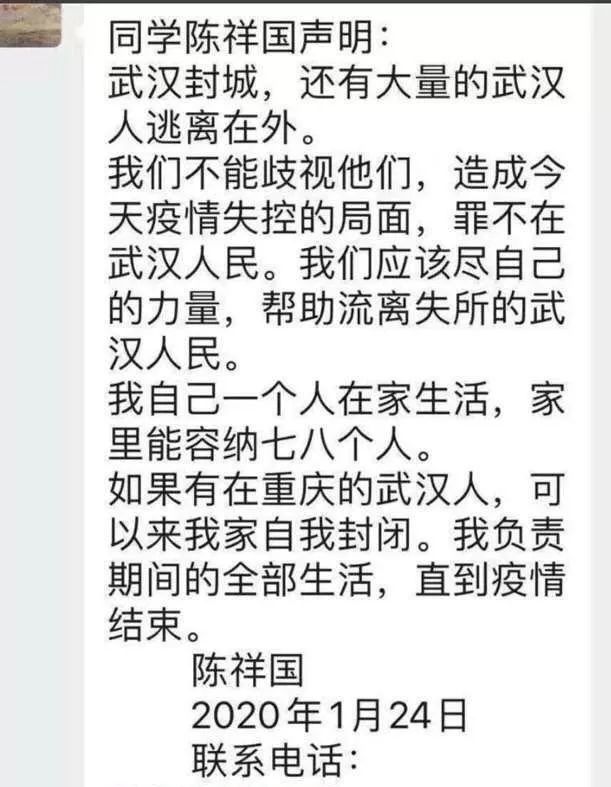 同学陈祥国声明：
武汉封城，还有大量的武汉
人逃离在外。
我们不能歧视他们，造成今
天疫情失控的局面，罪不在
武汉人民。我们应该尽自己
的力量，帮助流离失所的武
汉人民。
我自己一个人在家生活，家
里能容纳七八个人。
如果有在重庆的武汉人，可
以来我家自我封闭。我负责
期间的全部生活，直到疫情
结束。
陈祥国
2020年1月24日
联系电话：